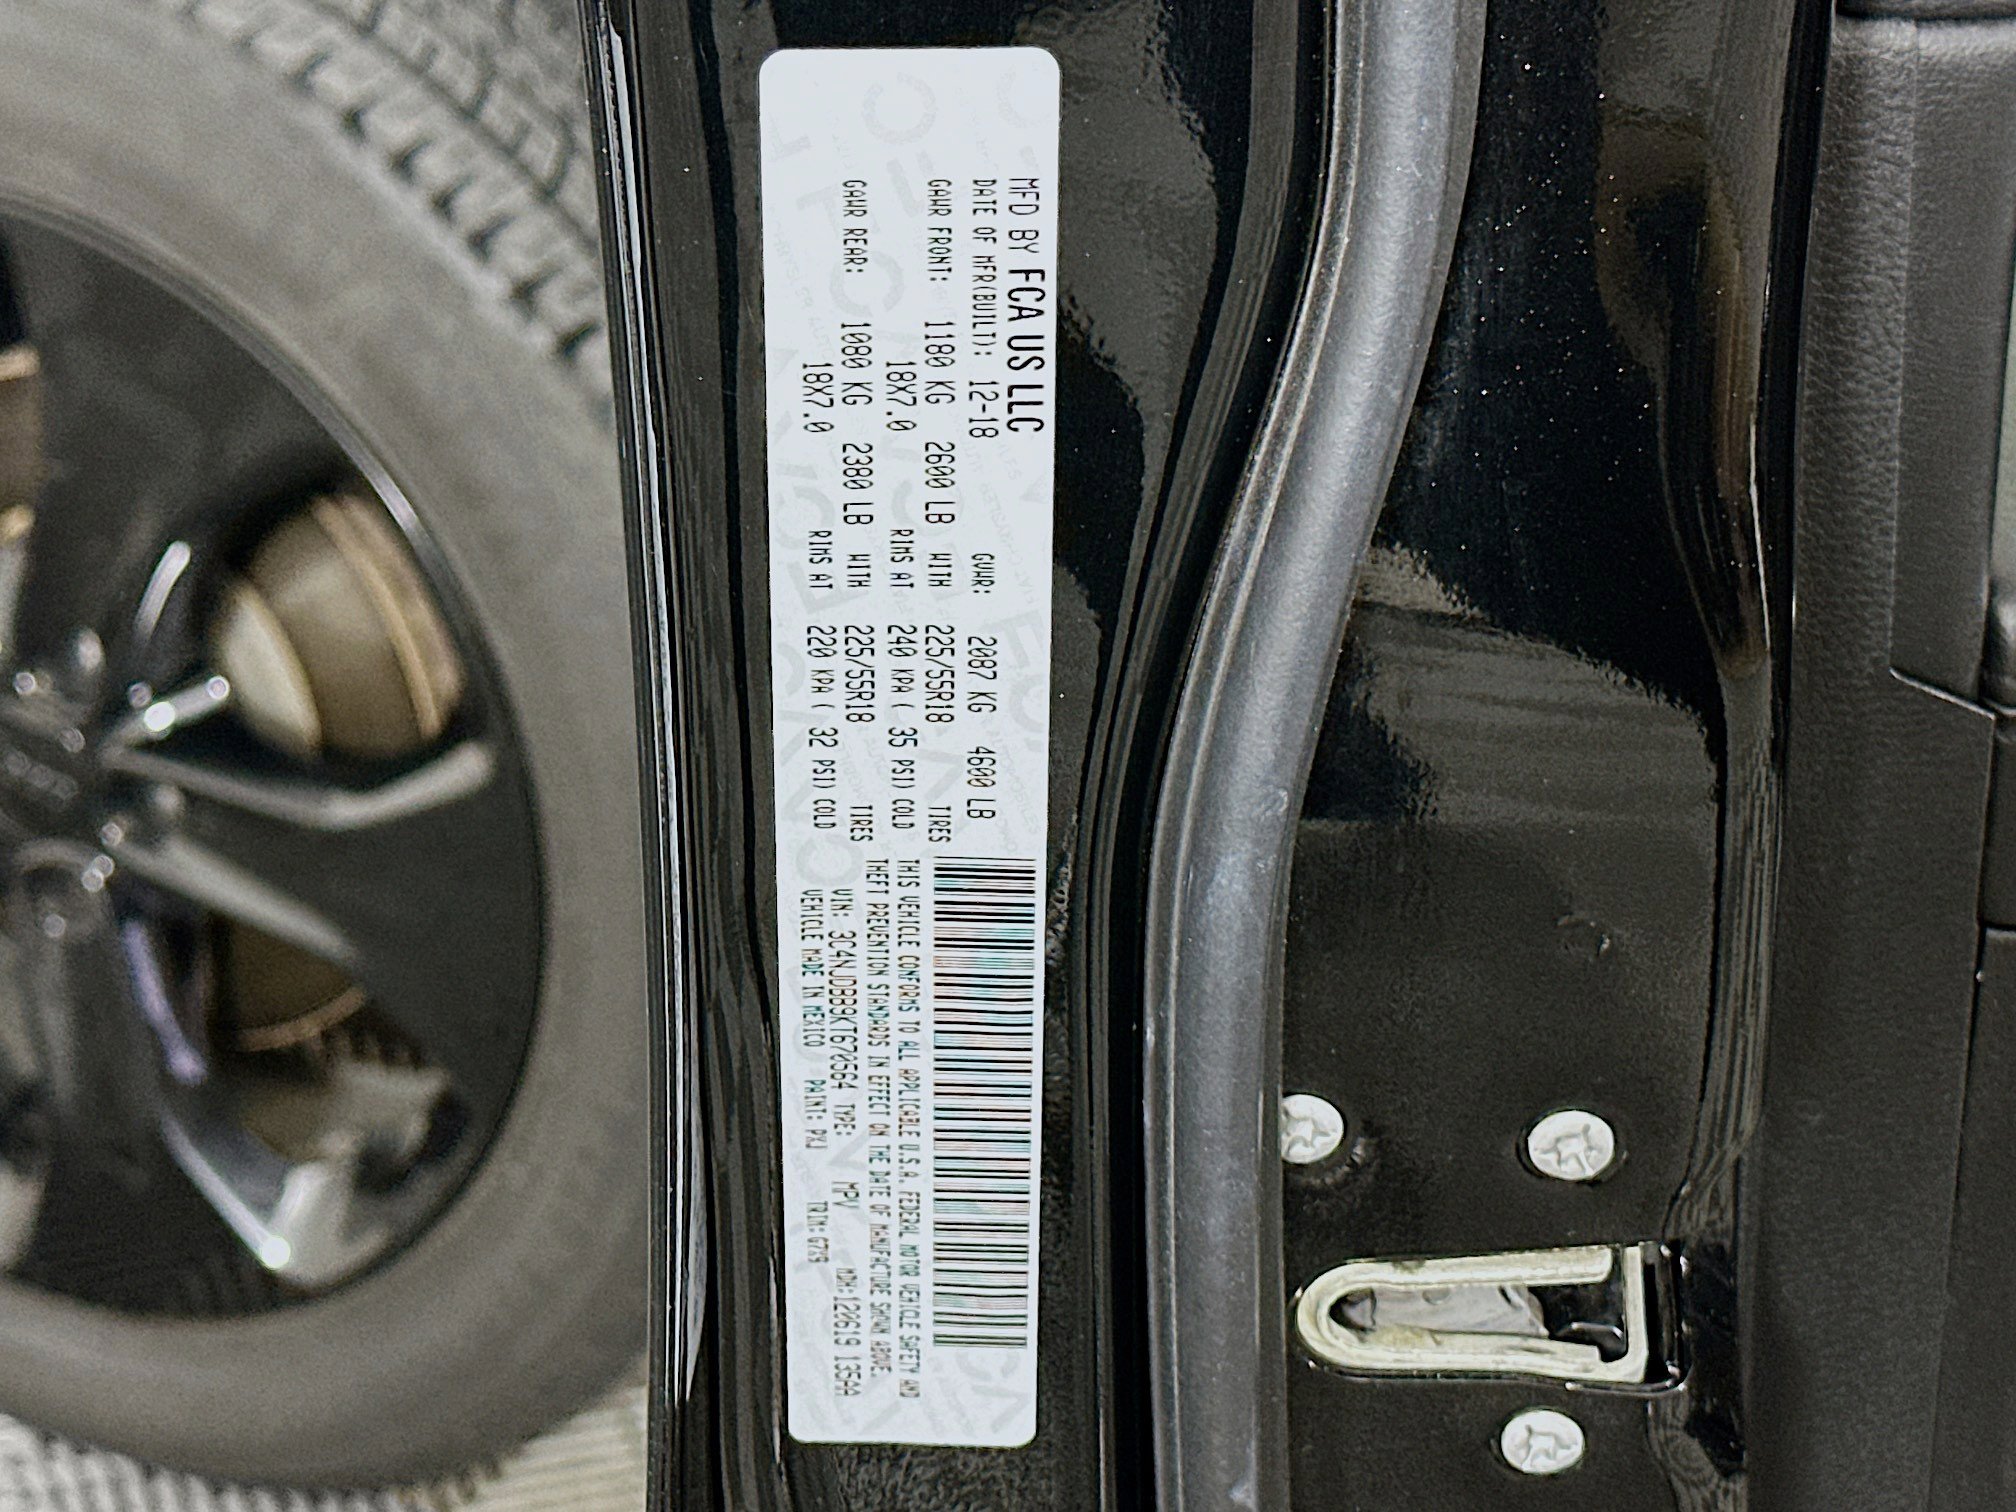 MFD BY FCA US LLC
DATE OF MFR(BUILT): 12-18 GVWR: 2087 KG 4600 LB
GAWR FRONT: 1180 KG 2600 LB WITH 225/55R18 TIRES
18X7.0 RIMS AT 240 KPA ( 35 PSI) COLD
GAWR REAR: 1080 KG 2380 LB WITH 225/55R18 TIRES
18X7.0 RIMS AT 220 KPA ( 32 PSI) COLD
THIS VEHICLE CONFORMS TO ALL APPLICABLE U.S.A. FEDERAL MOTOR VEHICLE SAFETY AND
THEFT PREVENTION STANDARDS IN EFFECT ON THE DATE OF MANUFACTURE SHOWN ABOVE.
VIN: 3C4NJDBB9KT670564 TYPE: MPV MDH:120619 135AA
VEHICLE MADE IN MEXICO PAINT: PXJ TRIM: G7X9